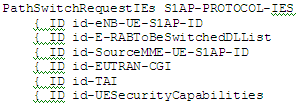 PathSwitchRequestIEs S1AP-PROTOCOL-IES
{ ID id-eNB-UE-S1AP-ID
{ ID id-E-RABToBeSwitchedDLList
{ ID id-SourceMME-UE-S1AP-ID
{ ID id-EUTRAN-CGI
{ ID id-TAI
{ ID id-UESecurityCapabilities